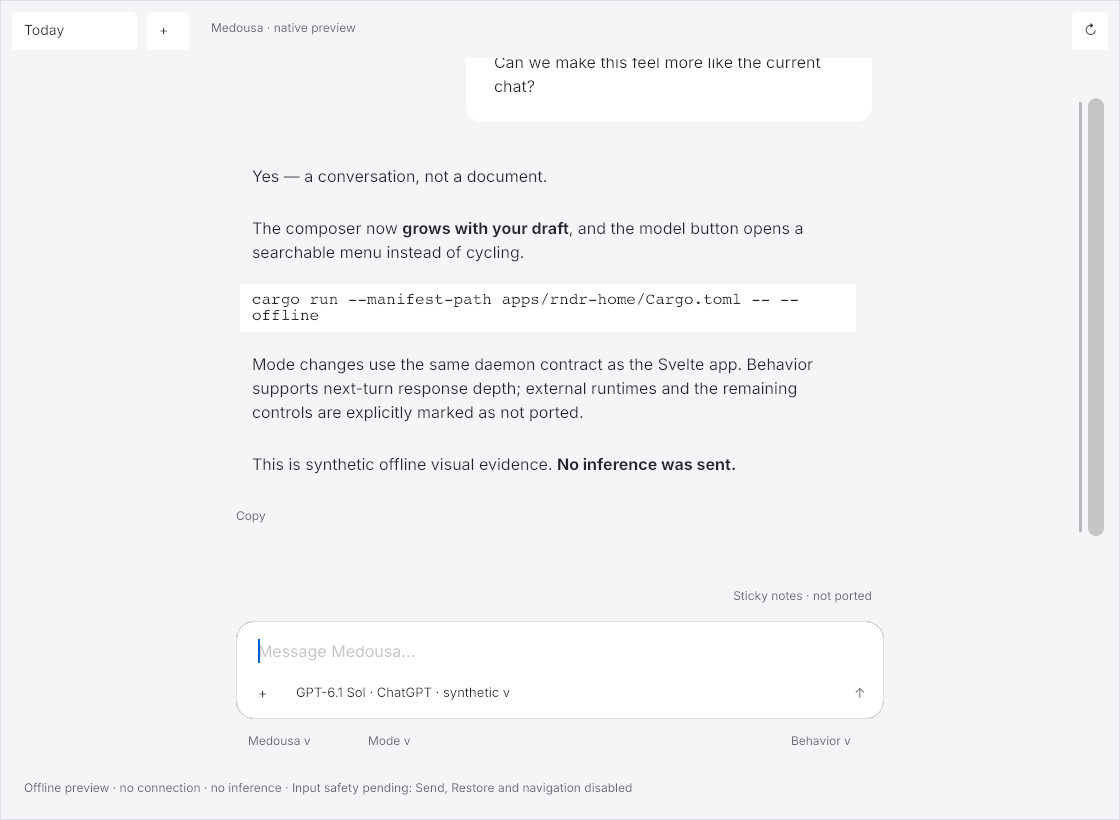 Today
+
Medousa · native preview
Can we make this feel more like the current
chat?
Yes — a conversation, not a document.
The composer now grows with your draft, and the model button opens a
searchable menu instead of cycling.
cargo run --manifest-path apps/rndr-home/Cargo.toml -- --
offline
Mode changes use the same daemon contract as the Svelte app. Behavior
supports next-turn response depth; external runtimes and the remaining
controls are explicitly marked as not ported.
This is synthetic offline visual evidence. No inference was sent.
Copy
Sticky notes · not ported
Message Medousa...
+ GPT-6.1 Sol · ChatGPT · synthetic v ↑
Medousa v Mode v Behavior v
Offline preview · no connection · no inference · Input safety pending: Send, Restore and navigation disabled